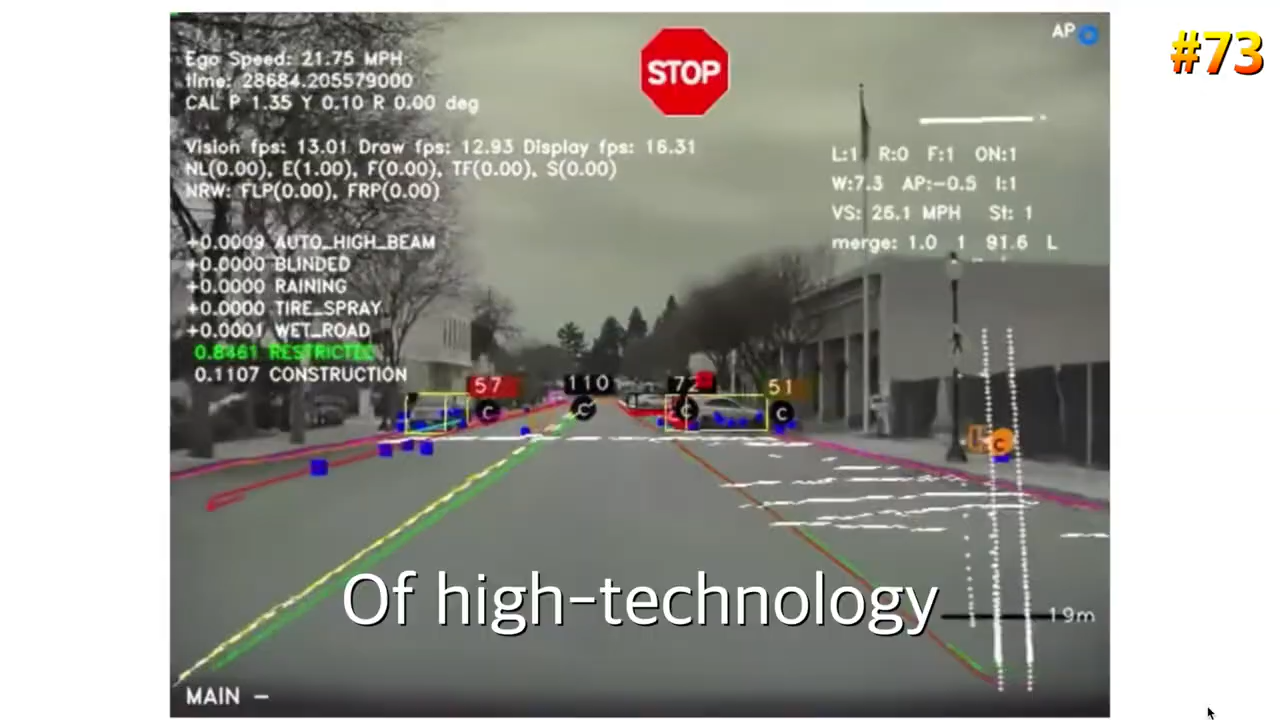 #73
AP
STOP
Ego Speed: 21.75 MPH
time: 28684.205579000
CAL P 1.35 Y 0.10 R 0.00 deg
Vision fps: 13.01 Draw fps: 12.93 Display fps: 16.31
NL(0.00), E(1.00), F(0.00), TF(0.00), S(0.00)
NRW: FLP(0.00), FRP(0.00)
L:1 R:0 F:1 ON:1
W:7.3 AP:-0.5 I:1
VS: 26.1 MPH St: 1
merge: 1.0 1 91.6 L
+0.0009 AUTO_HIGH_BEAM
+0.0000 BLINDED
+0.0000 RAINING
+0.0000 TIRE_SPRAY
+0.0001 WET_ROAD
0.8461 RESTRICTED
0.1107 CONSTRUCTION
57 110 72 51
C C C C
C
Of high-technology
19m
MAIN -